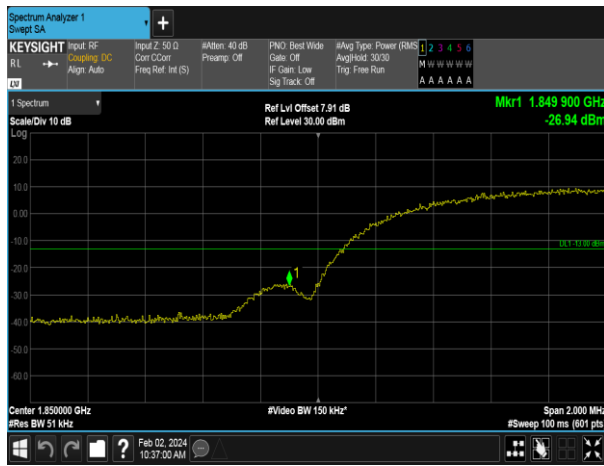 Spectrum Analyzer 1
Swept SA
+
KEYSIGHT
RL
LXI
Input: RF
Coupling: DC
Align: Auto
Input Z: 50 Ω
Corr CCorr
Freq Ref: Int (S)
#Atten: 40 dB
Preamp: Off
PNO: Best Wide
Gate: Off
IF Gain: Low
Sig Track: Off
#Avg Type: Power (RMS
Avg|Hold: 30/30
Trig: Free Run
1 2 3 4 5 6
M W W W W W
A A A A A A
1 Spectrum
Scale/Div 10 dB
Ref Lvl Offset 7.91 dB
Ref Level 30.00 dBm
Mkr1 1.849 900 GHz
-26.94 dBm
Log
20.0
10.0
0.00
-10.0
DL1 -13.00 dBm
-20.0
1
-30.0
-40.0
-50.0
-60.0
Center 1.850000 GHz
#Video BW 150 kHz*
Span 2.000 MHz
#Res BW 51 kHz
#Sweep 100 ms (601 pts
?
Feb 02, 2024
10:37:00 AM